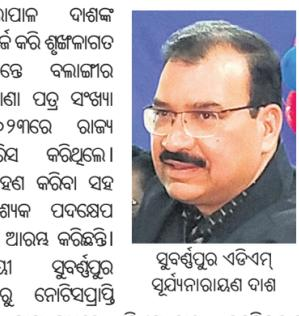 ାପାଳ ଦାଶଙ୍କ
ର୍ଜ କରି ଶୃଙ୍ଖଳାଗତ
ନ୍ତେ ବଲାଙ୍ଗୀର
ାଣା ପତ୍ର ସଂଖ୍ୟା
୦୨୩ରେ ରାଜ୍ୟ
ରିସ କରିଥିଲେ।
ହଣ କରିବା ସହ
ଶ୍ୟକ ପଦକ୍ଷେପ
ଆରମ୍ଭ କରିଛନ୍ତି।
ୟୀ ସୁବର୍ଣ୍ଣପୁର
ରୁ ନୋଟିସପ୍ରାପ୍ତି
ସୁବର୍ଣ୍ଣପୁର ଏଡିଏମ୍
ସୂର୍ଯ୍ୟନାରାୟଣ ଦାଶ